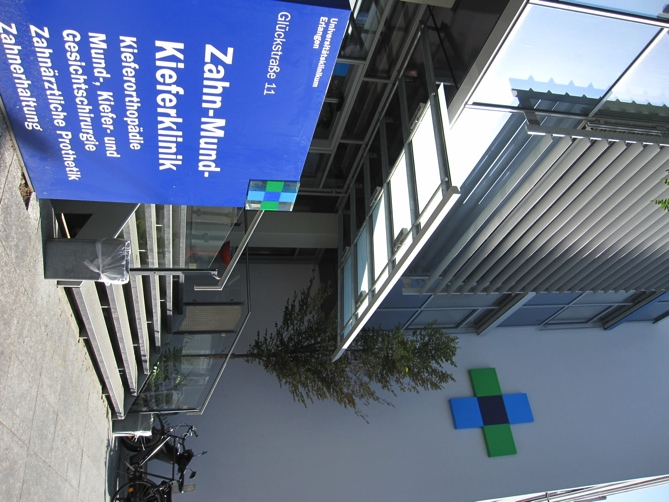 Universitätsklinikum
Erlangen
Glückstraße 11
Zahn-Mund-
Kieferklinik
Kieferorthopädie
Mund-, Kiefer- und
Gesichtschirurgie
Zahnärztliche Prothetik
Zahnerhaltung